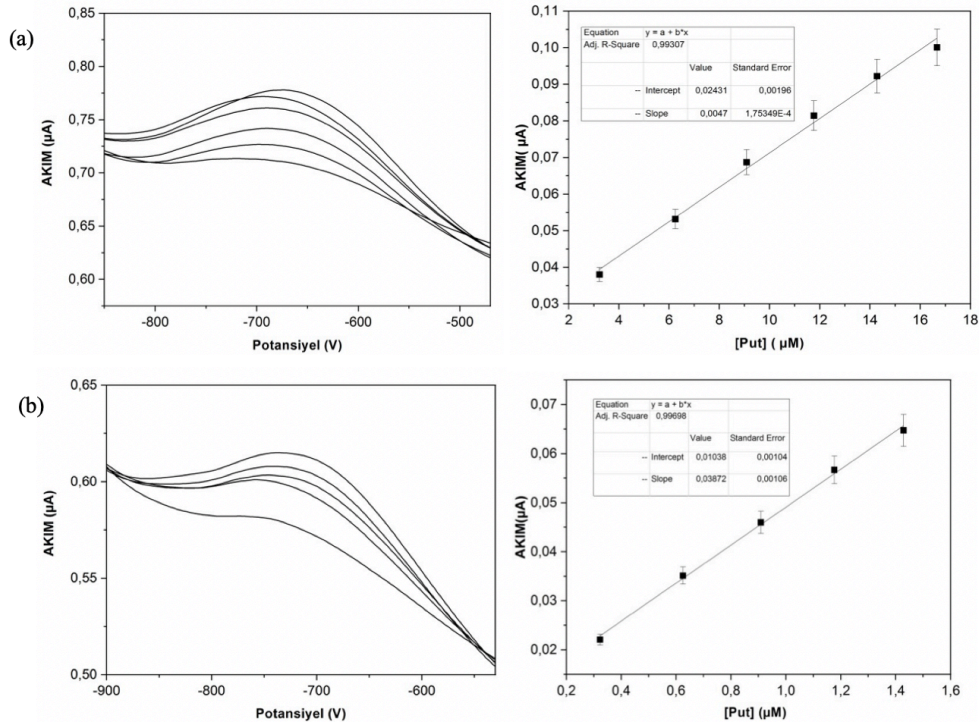 (a)
0,85
0,80
0,75
0,70
0,65
0,60
AKIM (µA)
-800 -700 -600 -500
Potansiyel (V)
0,11
0,10
0,09
0,08
0,07
0,06
0,05
0,04
0,03
AKIM( µA)
Equation y = a + b*x
Adj. R-Square 0,99307
Value Standard Error
-- Intercept 0,02431 0,00196
-- Slope 0,0047 1,75349E-4
2 4 6 8 10 12 14 16 18
[Put] ( µM)
(b)
0,65
0,60
0,55
0,50
AKIM (µA)
-900 -800 -700 -600
Potansiyel (V)
0,07
0,06
0,05
0,04
0,03
0,02
AKIM(µA)
Equation y = a + b*x
Adj. R-Square 0,99698
Value Standard Error
-- Intercept 0,01038 0,00104
-- Slope 0,03872 0,00106
0,2 0,4 0,6 0,8 1,0 1,2 1,4 1,6
[Put] (µM)